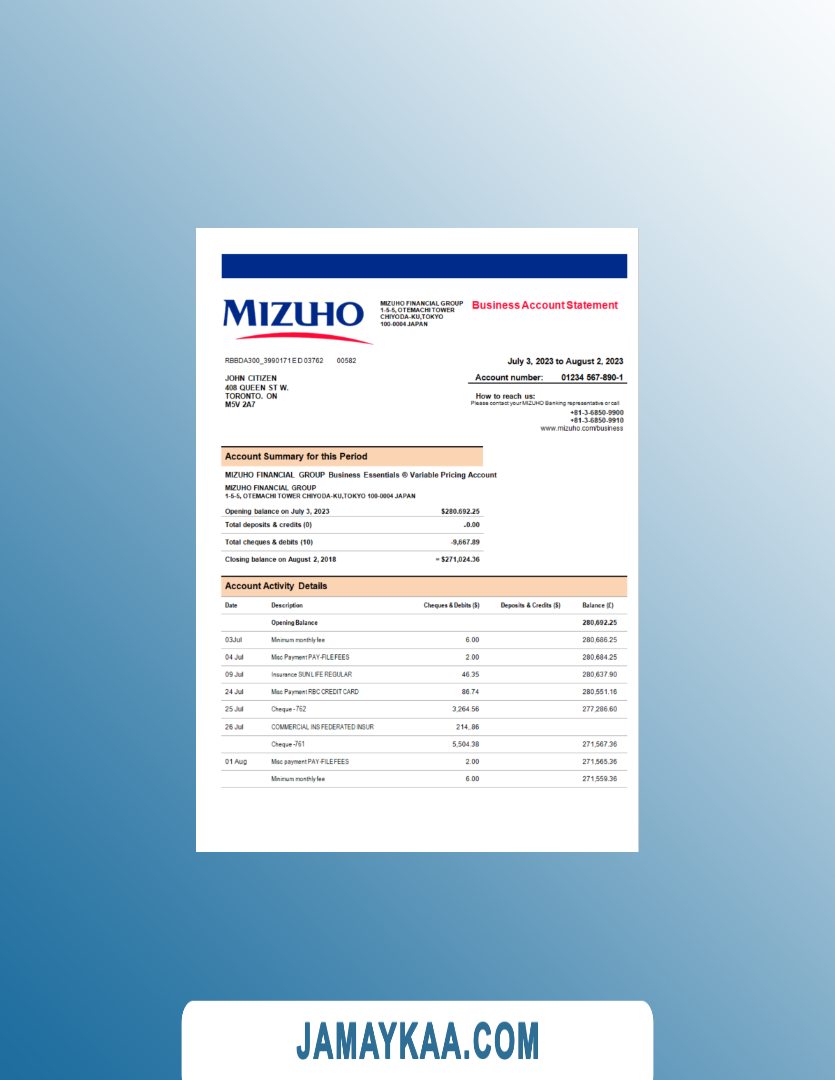 MIZUHO
MIZUHO FINANCIAL GROUP
1-5-5, OTEMACHI TOWER
CHIYODA-KU,TOKYO
100-0004 JAPAN
Business Account Statement
RBBDA300_3990171 E D 03762 00582
July 3, 2023 to August 2, 2023
JOHN CITIZEN
408 QUEEN ST W.
TORONTO. ON
M5V 2A7
Account number: 01234 567-890-1
How to reach us:
Please contact your MIZUHO Banking representative or call
+81-3-6850-9900
+81-3-6850-9910
www.mizuho.com/business
Account Summary for this Period
MIZUHO FINANCIAL GROUP Business Essentials ® Variable Pricing Account
MIZUHO FINANCIAL GROUP
1-5-5, OTEMACHI TOWER CHIYODA-KU,TOKYO 100-0004 JAPAN
Opening balance on July 3, 2023 $280,692.25
Total deposits & credits (0) .0.00
Total cheques & debits (10) -9,667.89
Closing balance on August 2, 2018 = $271,024.36
Account Activity Details
Date Description Cheques & Debits ($) Deposits & Credits ($) Balance (£)
Opening Balance 280,692.25
03Jul Minimum monthly fee 6.00 280,686.25
04 Jul Misc Payment PAY-FILE FEES 2.00 280,684.25
09 Jul Insurance SUN LIFE REGULAR 46.35 280,637.90
24 Jul Misc Payment RBC CREDIT CARD 86.74 280,551.16
25 Jul Cheque -762 3,264.56 277,286.60
26 Jul COMMERCIAL INS FEDERATED INSUR 214,.86
Cheque -761 5,504.38 271,567.36
01 Aug Misc payment PAY-FILE FEES 2.00 271,565.36
Minimum monthly fee 6.00 271,559.36
JAMAYKAA.COM